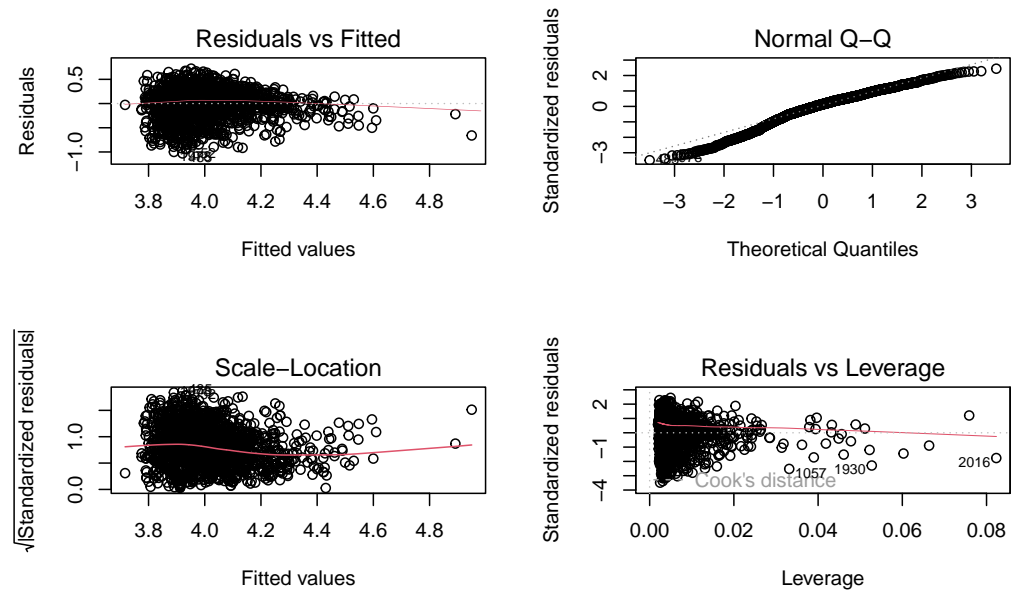 Residuals vs Fitted
Residuals
0.5
−1.0
3.8 4.0 4.2 4.4 4.6 4.8
Fitted values
Normal Q−Q
Standardized residuals
2
0
−3
−3 −2 −1 0 1 2 3
Theoretical Quantiles
Scale−Location
√|Standardized residuals|
1.0
0.0
3.8 4.0 4.2 4.4 4.6 4.8
Fitted values
Residuals vs Leverage
Standardized residuals
2
−1
−4
1057
1930
2016
Cook's distance
0.00 0.02 0.04 0.06 0.08
Leverage